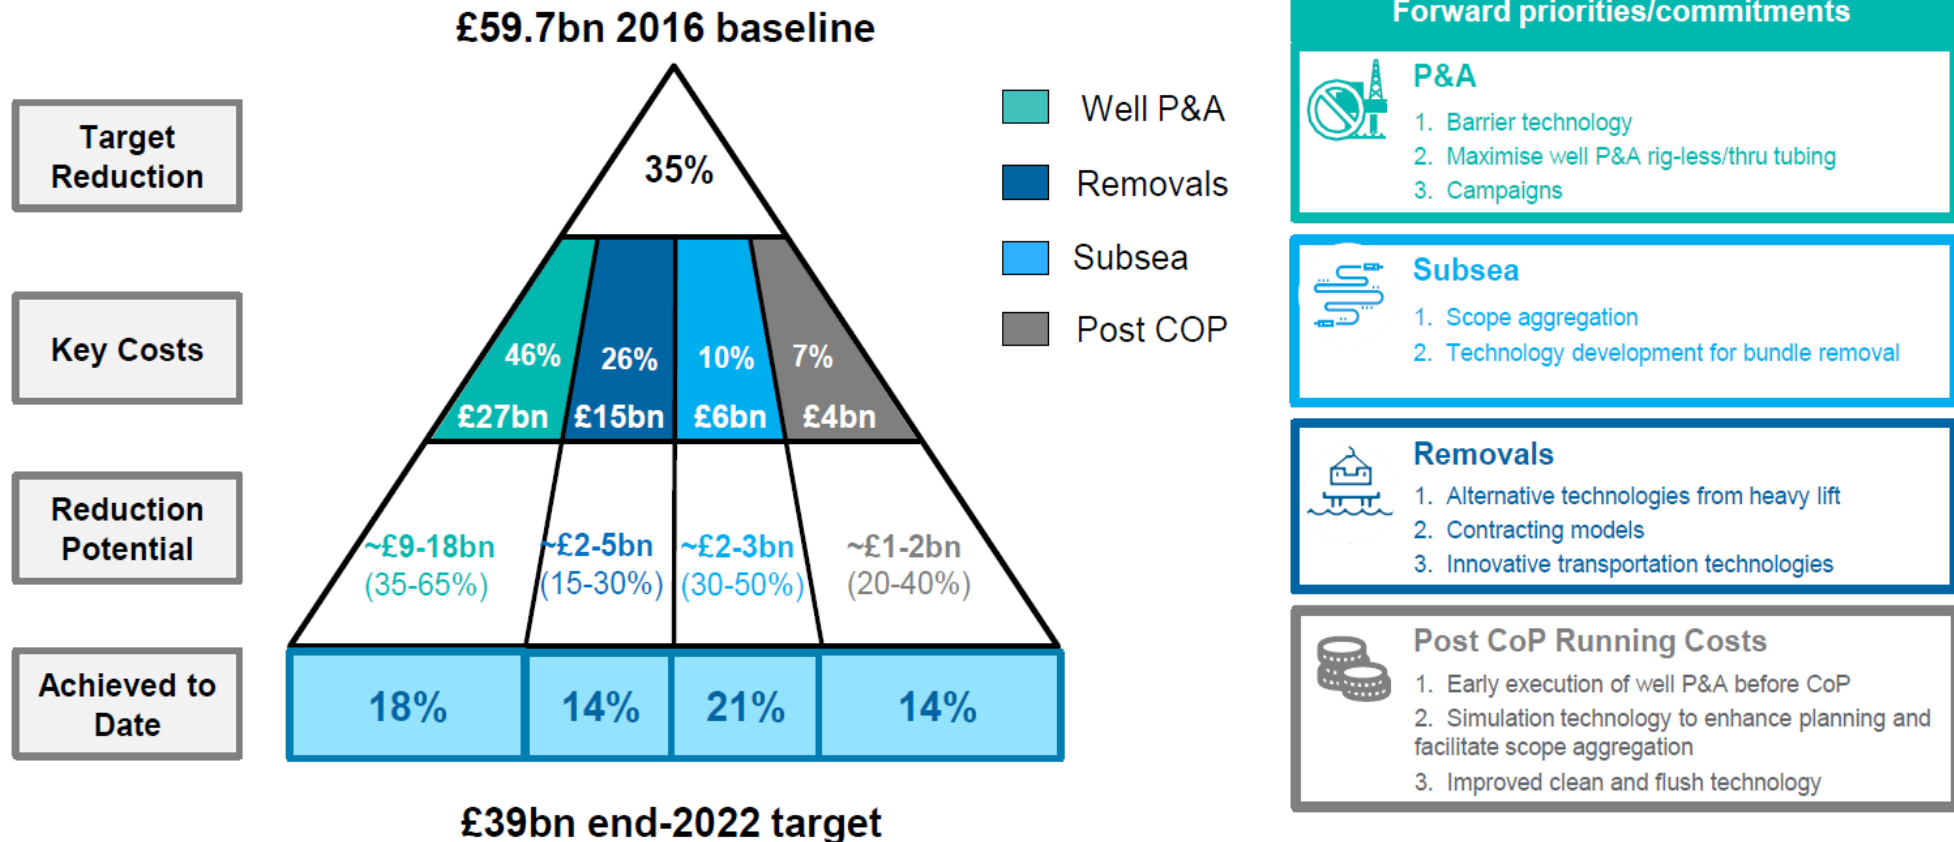 £59.7bn 2016 baseline
Target
Reduction
35%
Well P&A
Removals
Subsea
Post COP
Key Costs
46%
26%
10%
7%
£27bn
£15bn
£6bn
£4bn
Reduction
Potential
~£9-18bn
(35-65%)
~£2-5bn
(15-30%)
~£2-3bn
(30-50%)
~£1-2bn
(20-40%)
Achieved to
Date
18%
14%
21%
14%
£39bn end-2022 target
Forward priorities/commitments
P&A
1. Barrier technology
2. Maximise well P&A rig-less/thru tubing
3. Campaigns
Subsea
1. Scope aggregation
2. Technology development for bundle removal
Removals
1. Alternative technologies from heavy lift
2. Contracting models
3. Innovative transportation technologies
Post CoP Running Costs
1. Early execution of well P&A before CoP
2. Simulation technology to enhance planning and
facilitate scope aggregation
3. Improved clean and flush technology